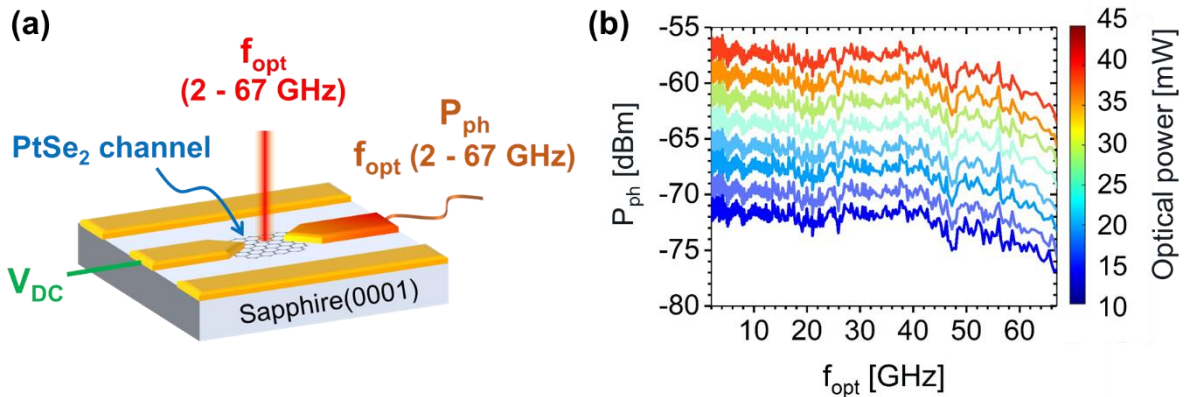 (a)
f_opt
(2 - 67 GHz)
P_ph
PtSe₂ channel
f_opt (2 - 67 GHz)
V_DC
Sapphire(0001)
(b)
-55
-60
-65
-70
-75
-80
P_ph [dBm]
10 20 30 40 50 60
f_opt [GHz]
45
40
35
30
25
20
15
10
Optical power [mW]